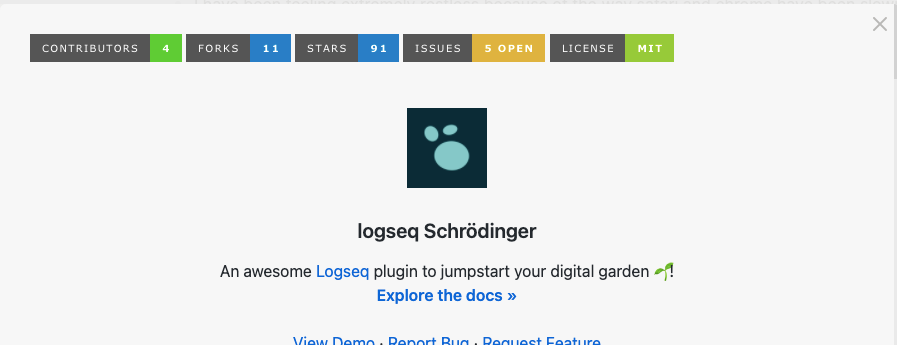 CONTRIBUTORS 4 FORKS 11 STARS 91 ISSUES 5 OPEN LICENSE MIT
logseq Schrödinger
An awesome Logseq plugin to jumpstart your digital garden 🌱!
Explore the docs »
View Demo · Report Bug · Request Feature